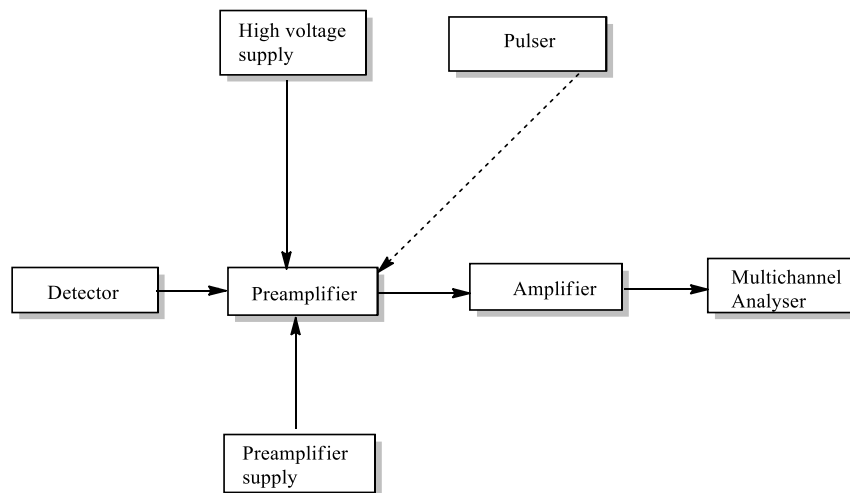 High voltage
supply
Pulser
Detector
Preamplifier
Amplifier
Multichannel
Analyser
Preamplifier
supply